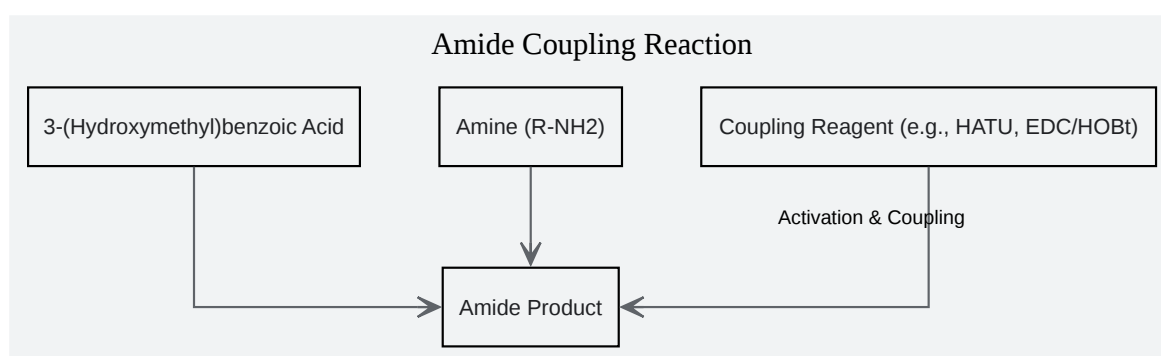 Amide Coupling Reaction
3-(Hydroxymethyl)benzoic Acid
Amine (R-NH2)
Coupling Reagent (e.g., HATU, EDC/HOBt)
Activation & Coupling
Amide Product